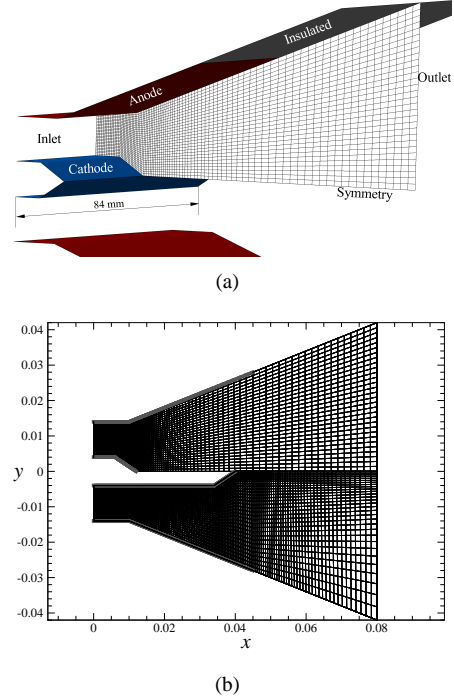 Insulated
Outlet
Anode
Inlet
Cathode
Symmetry
84 mm
(a)
0.04
0.03
0.02
0.01
0
-0.01
-0.02
-0.03
-0.04
y
0 0.02 0.04 0.06 0.08
x
(b)